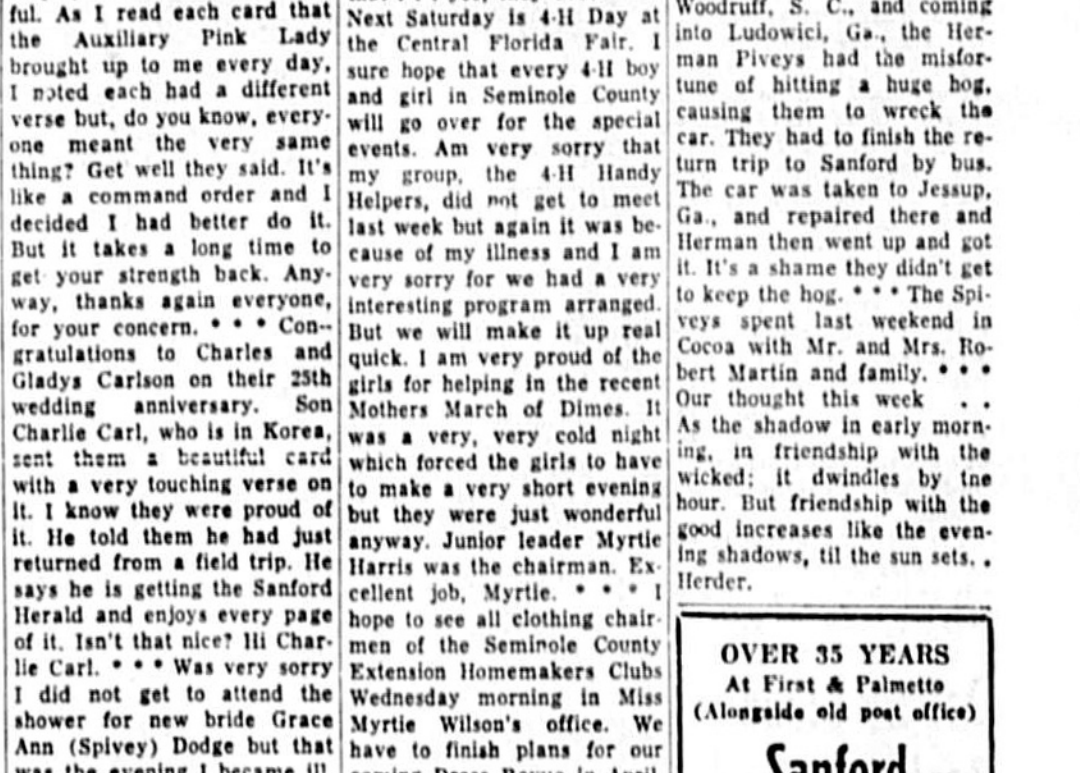 ful. As I read each card that
the Auxiliary Pink Lady
brought up to me every day,
I noted each had a different
verse but, do you know, every-
one meant the very same
thing? Get well they said. It's
like a command order and I
decided I had better do it.
But it takes a long time to
get your strength back. Any-
way, thanks again everyone,
for your concern. * * * Con-
gratulations to Charles and
Gladys Carlson on their 25th
wedding anniversary. Son
Charlie Carl, who is in Korea,
sent them a beautiful card
with a very touching verse on
it. I know they were proud of
it. He told them he had just
returned from a field trip. He
says he is getting the Sanford
Herald and enjoys every page
of it. Isn't that nice? Hi Char-
lie Carl. * * * Was very sorry
I did not get to attend the
shower for new bride Grace
Ann (Spivey) Dodge but that
was the evening I became ill.
Next Saturday is 4-H Day at
the Central Florida Fair. I
sure hope that every 4-H boy
and girl in Seminole County
will go over for the special
events. Am very sorry that
my group, the 4-H Handy
Helpers, did not get to meet
last week but again it was be-
cause of my illness and I am
very sorry for we had a very
interesting program arranged.
But we will make it up real
quick. I am very proud of the
girls for helping in the recent
Mothers March of Dimes. It
was a very, very cold night
which forced the girls to have
to make a very short evening
but they were just wonderful
anyway. Junior leader Myrtie
Harris was the chairman. Ex-
cellent job, Myrtie. * * * I
hope to see all clothing chair-
men of the Seminole County
Extension Homemakers Clubs
Wednesday morning in Miss
Myrtie Wilson's office. We
have to finish plans for our
Woodruff, S. C., and coming
into Ludowici, Ga., the Her-
man Piveys had the misfor-
tune of hitting a huge hog,
causing them to wreck the
car. They had to finish the re-
turn trip to Sanford by bus.
The car was taken to Jessup,
Ga., and repaired there and
Herman then went up and got
it. It's a shame they didn't get
to keep the hog. * * * The Spi-
veys spent last weekend in
Cocoa with Mr. and Mrs. Ro-
bert Martin and family. * * *
Our thought this week . .
As the shadow in early morn-
ing, in friendship with the
wicked; it dwindles by the
hour. But friendship with the
good increases like the even-
ing shadows, til the sun sets. .
Herder.
OVER 35 YEARS
At First & Palmetto
(Alongside old post office)
Sanford